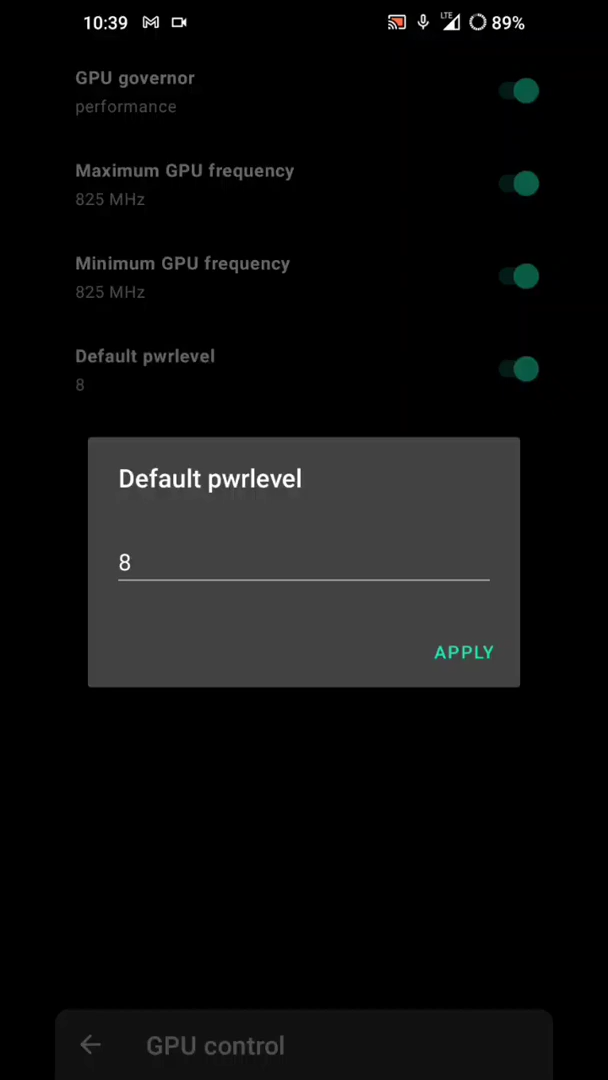 10:39
LTE
89%
GPU governor
performance
Maximum GPU frequency
825 MHz
Minimum GPU frequency
825 MHz
Default pwrlevel
8
Default pwrlevel
8
APPLY
GPU control